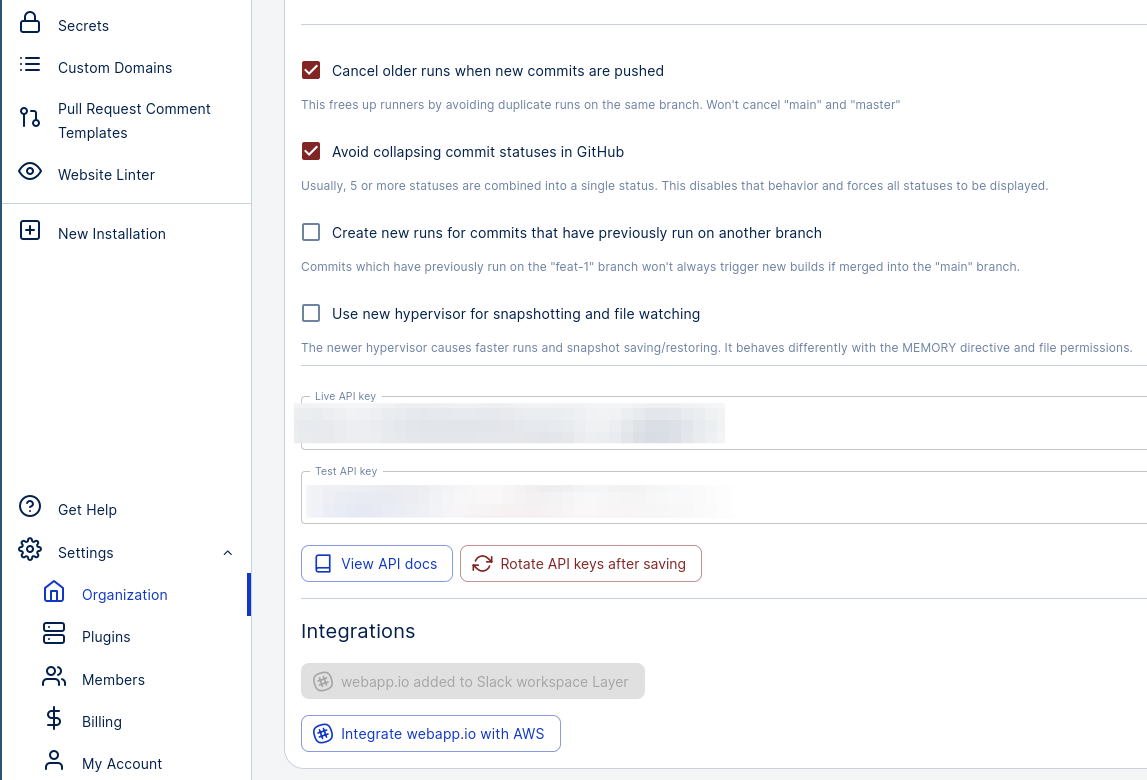 Secrets
Custom Domains
Pull Request Comment
Templates
Website Linter
New Installation
Get Help
Settings
Organization
Plugins
Members
Billing
My Account
Cancel older runs when new commits are pushed
This frees up runners by avoiding duplicate runs on the same branch. Won't cancel "main" and "master"
Avoid collapsing commit statuses in GitHub
Usually, 5 or more statuses are combined into a single status. This disables that behavior and forces all statuses to be displayed.
Create new runs for commits that have previously run on another branch
Commits which have previously run on the "feat-1" branch won't always trigger new builds if merged into the "main" branch.
Use new hypervisor for snapshotting and file watching
The newer hypervisor causes faster runs and snapshot saving/restoring. It behaves differently with the MEMORY directive and file permissions.
Live API key
Test API key
View API docs
Rotate API keys after saving
Integrations
webapp.io added to Slack workspace Layer
Integrate webapp.io with AWS